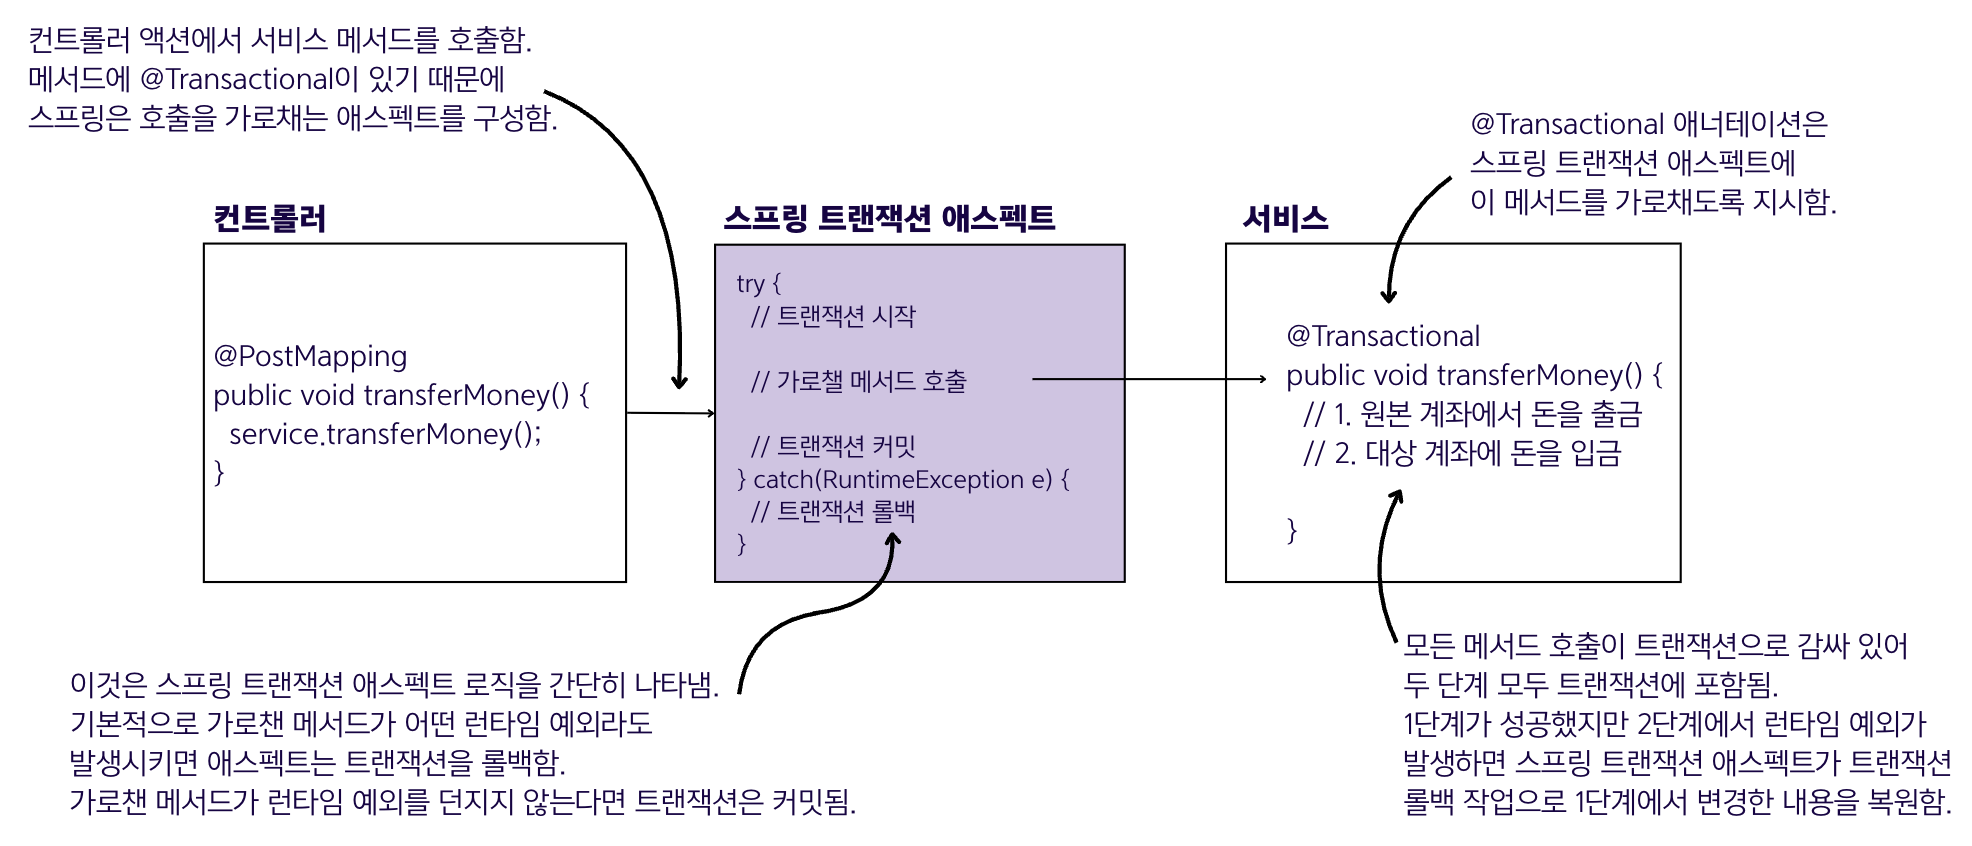 컨트롤러 액션에서 서비스 메서드를 호출함.
메서드에 @Transactional이 있기 때문에
스프링은 호출을 가로채는 애스펙트를 구성함.
@Transactional 애너테이션은
스프링 트랜잭션 애스펙트에
이 메서드를 가로채도록 지시함.
컨트롤러
@PostMapping
public void transferMoney() {
service.transferMoney();
}
스프링 트랜잭션 애스펙트
try {
// 트랜잭션 시작
// 가로챌 메서드 호출
// 트랜잭션 커밋
} catch(RuntimeException e) {
// 트랜잭션 롤백
}
서비스
@Transactional
public void transferMoney() {
// 1. 원본 계좌에서 돈을 출금
// 2. 대상 계좌에 돈을 입금
}
이것은 스프링 트랜잭션 애스펙트 로직을 간단히 나타냄.
기본적으로 가로챈 메서드가 어떤 런타임 예외라도
발생시키면 애스펙트는 트랜잭션을 롤백함.
가로챈 메서드가 런타임 예외를 던지지 않는다면 트랜잭션은 커밋됨.
모든 메서드 호출이 트랜잭션으로 감싸 있어
두 단계 모두 트랜잭션에 포함됨.
1단계가 성공했지만 2단계에서 런타임 예외가
발생하면 스프링 트랜잭션 애스펙트가 트랜잭션
롤백 작업으로 1단계에서 변경한 내용을 복원함.